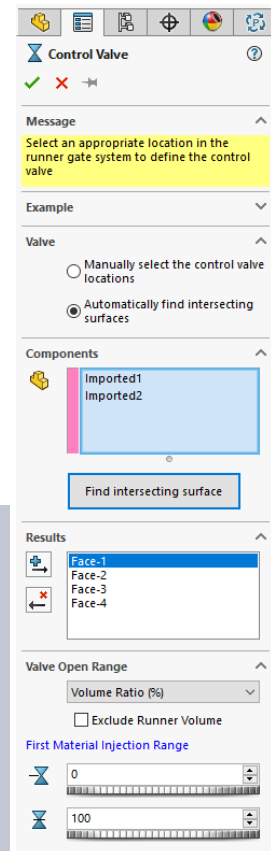 Control Valve
Message
Select an appropriate location in the
runner gate system to define the control
valve
Example
Valve
Manually select the control valve
locations
Automatically find intersecting
surfaces
Components
Imported1
Imported2
Find intersecting surface
Results
Face-1
Face-2
Face-3
Face-4
Valve Open Range
Volume Ratio (%)
Exclude Runner Volume
First Material Injection Range
0
100